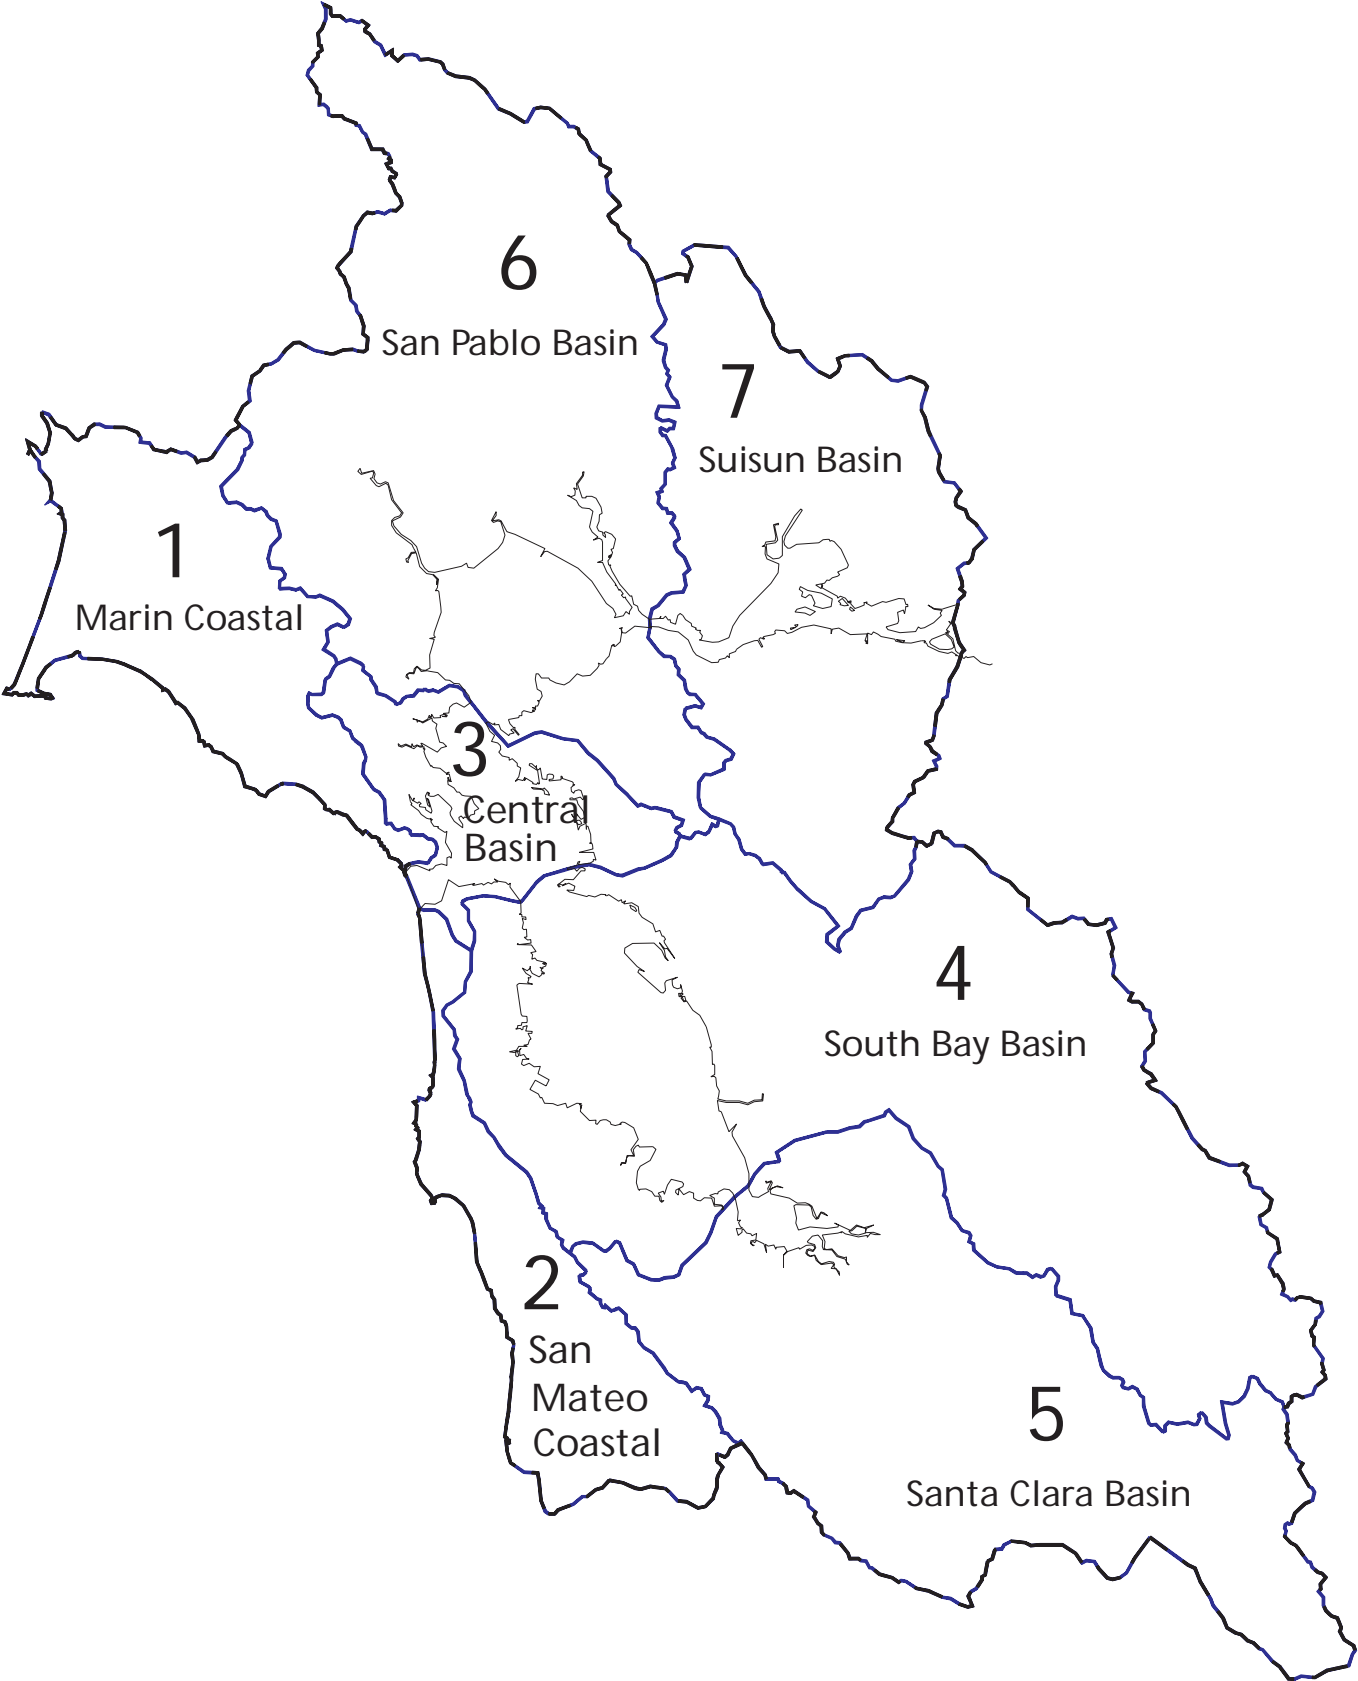 6
San Pablo Basin
7
Suisun Basin
1
Marin Coastal
3
Central
Basin
4
South Bay Basin
2
San
Mateo
Coastal
5
Santa Clara Basin